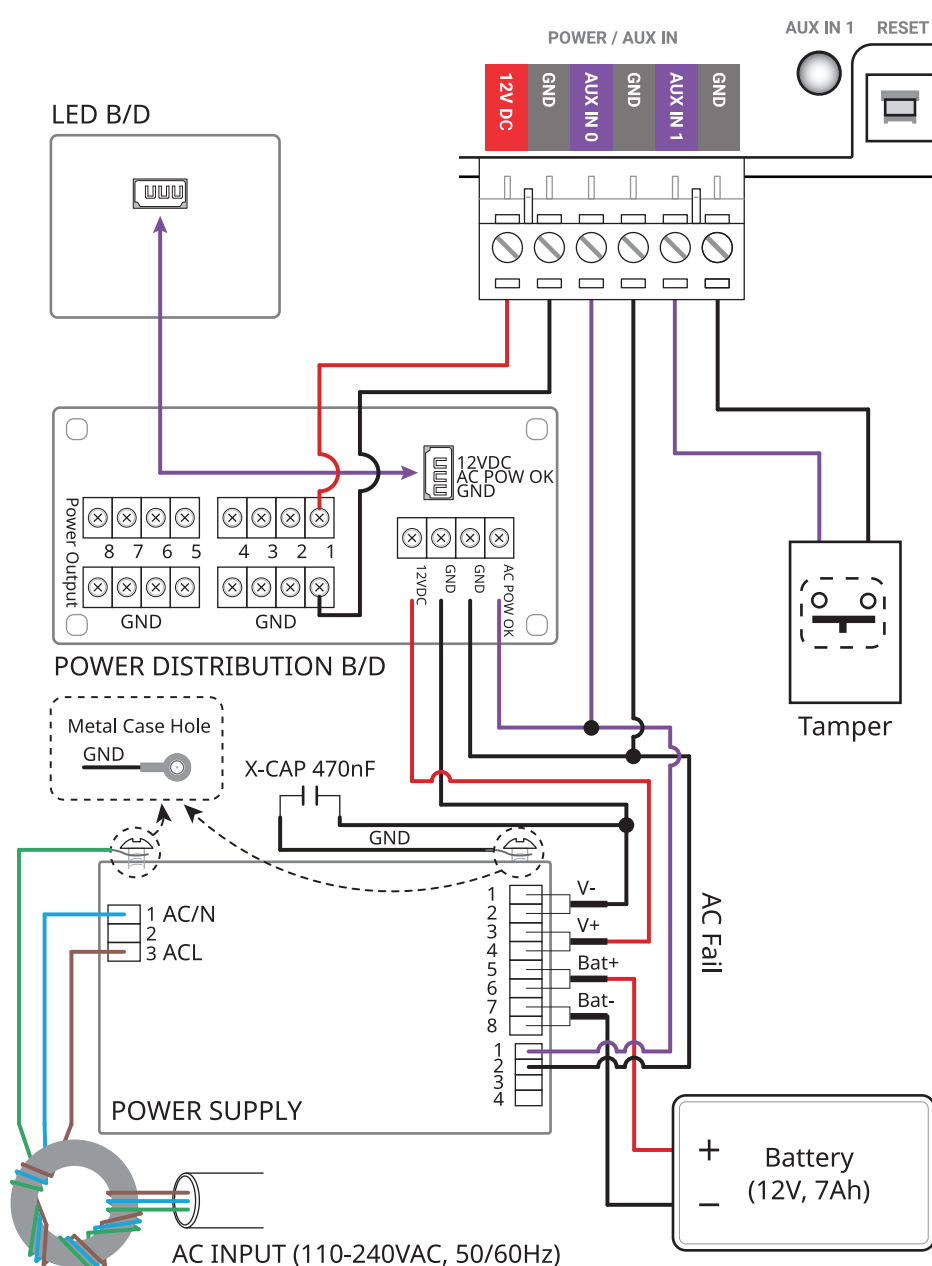 POWER / AUX IN
AUX IN 1 RESET
12V DC
GND
AUX IN 0
GND
AUX IN 1
GND
LED B/D
12VDC
AC POW OK
GND
Power Output
8 7 6 5
4 3 2 1
GND
GND
12VDC
GND
GND
AC POW OK
POWER DISTRIBUTION B/D
Tamper
Metal Case Hole
GND
X-CAP 470nF
GND
1 AC/N
2
3 ACL
1
2
3
4
5
6
7
8
V-
V+
Bat+
Bat-
1
2
3
4
AC Fail
POWER SUPPLY
+
–
Battery
(12V, 7Ah)
AC INPUT (110-240VAC, 50/60Hz)